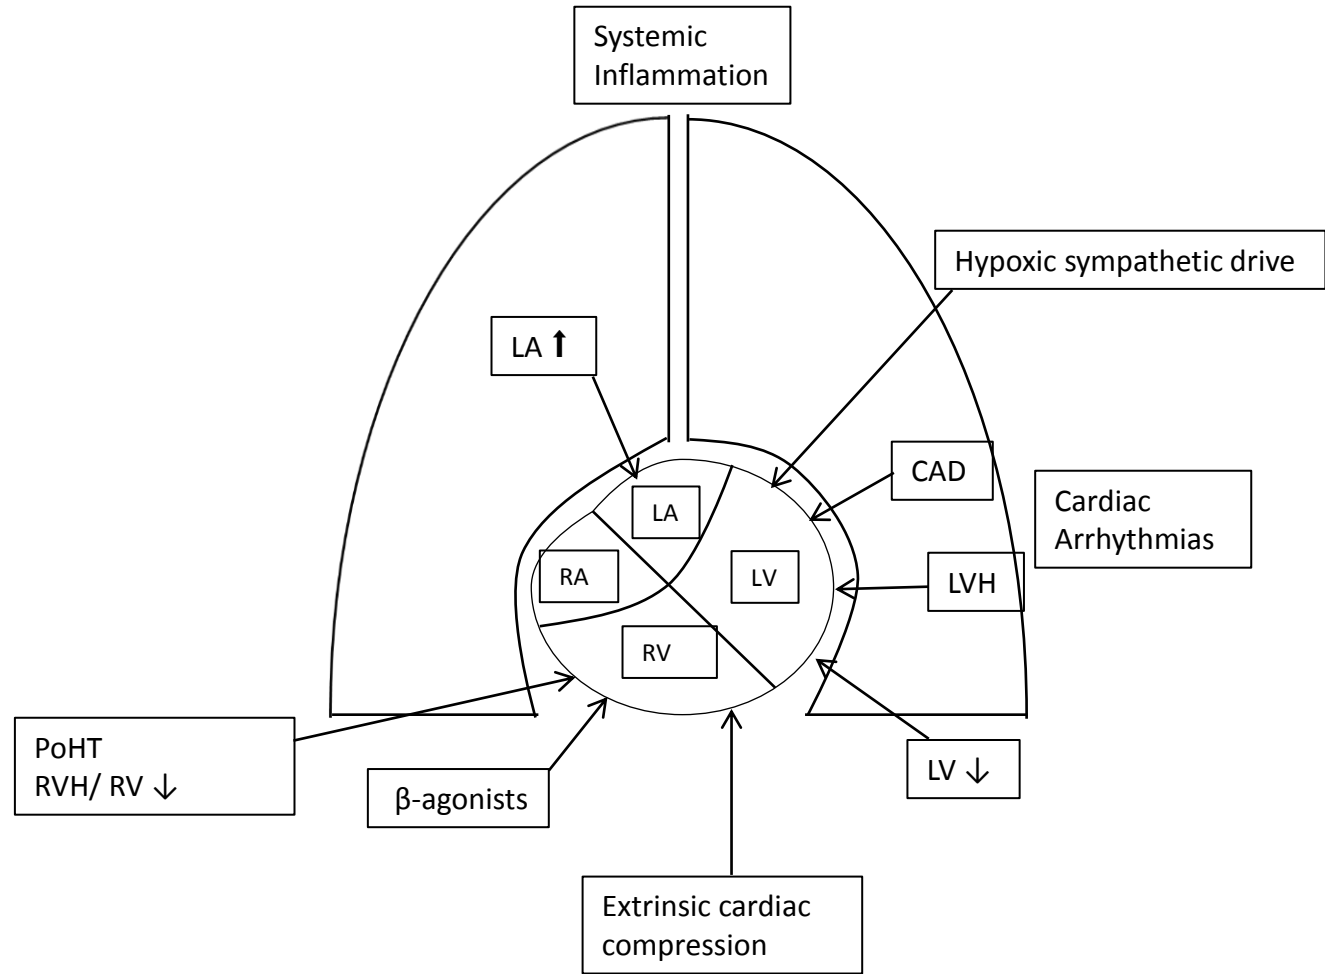 Systemic
Inflammation
Hypoxic sympathetic drive
LA ⬆
CAD
Cardiac
Arrhythmias
LA
RA
LV
LVH
RV
PoHT
RVH/ RV ↓
β-agonists
LV ↓
Extrinsic cardiac
compression